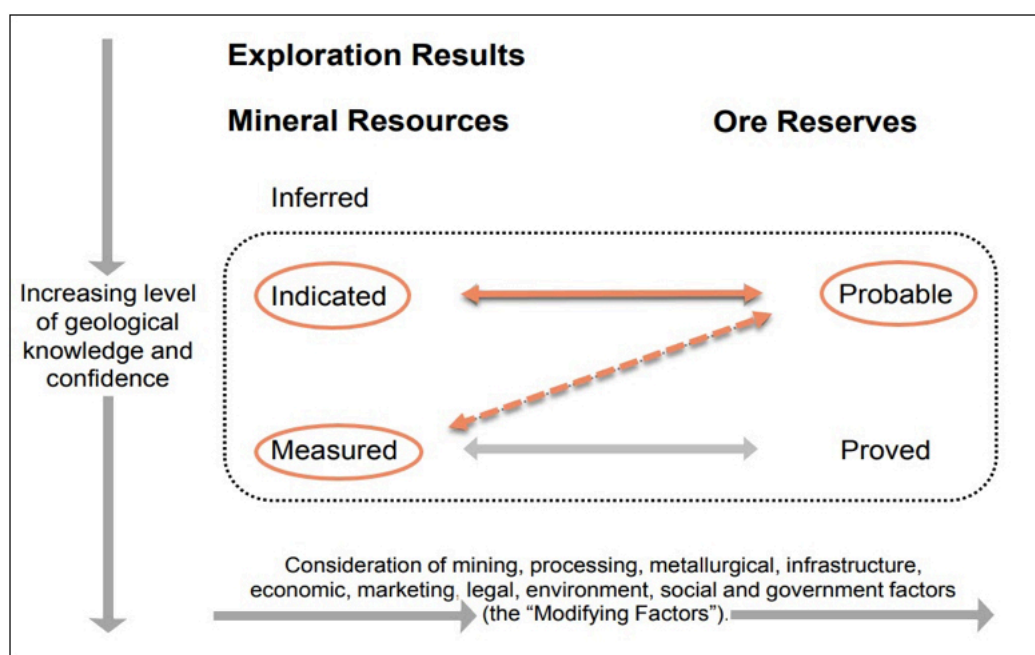 Exploration Results
Mineral Resources
Ore Reserves
Inferred
Indicated
Probable
Increasing level
of geological
knowledge and
confidence
Measured
Proved
Consideration of mining, processing, metallurgical, infrastructure,
economic, marketing, legal, environment, social and government factors
(the “Modifying Factors”).